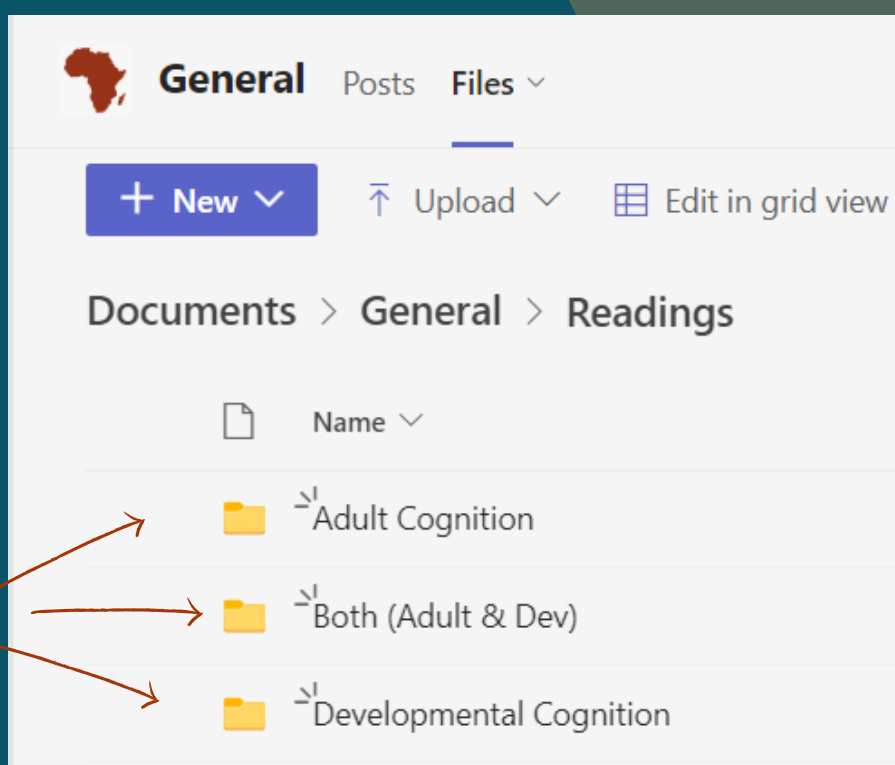 General Posts Files
New Upload Edit in grid view
Documents > General > Readings
Name
Adult Cognition
Both (Adult & Dev)
Developmental Cognition